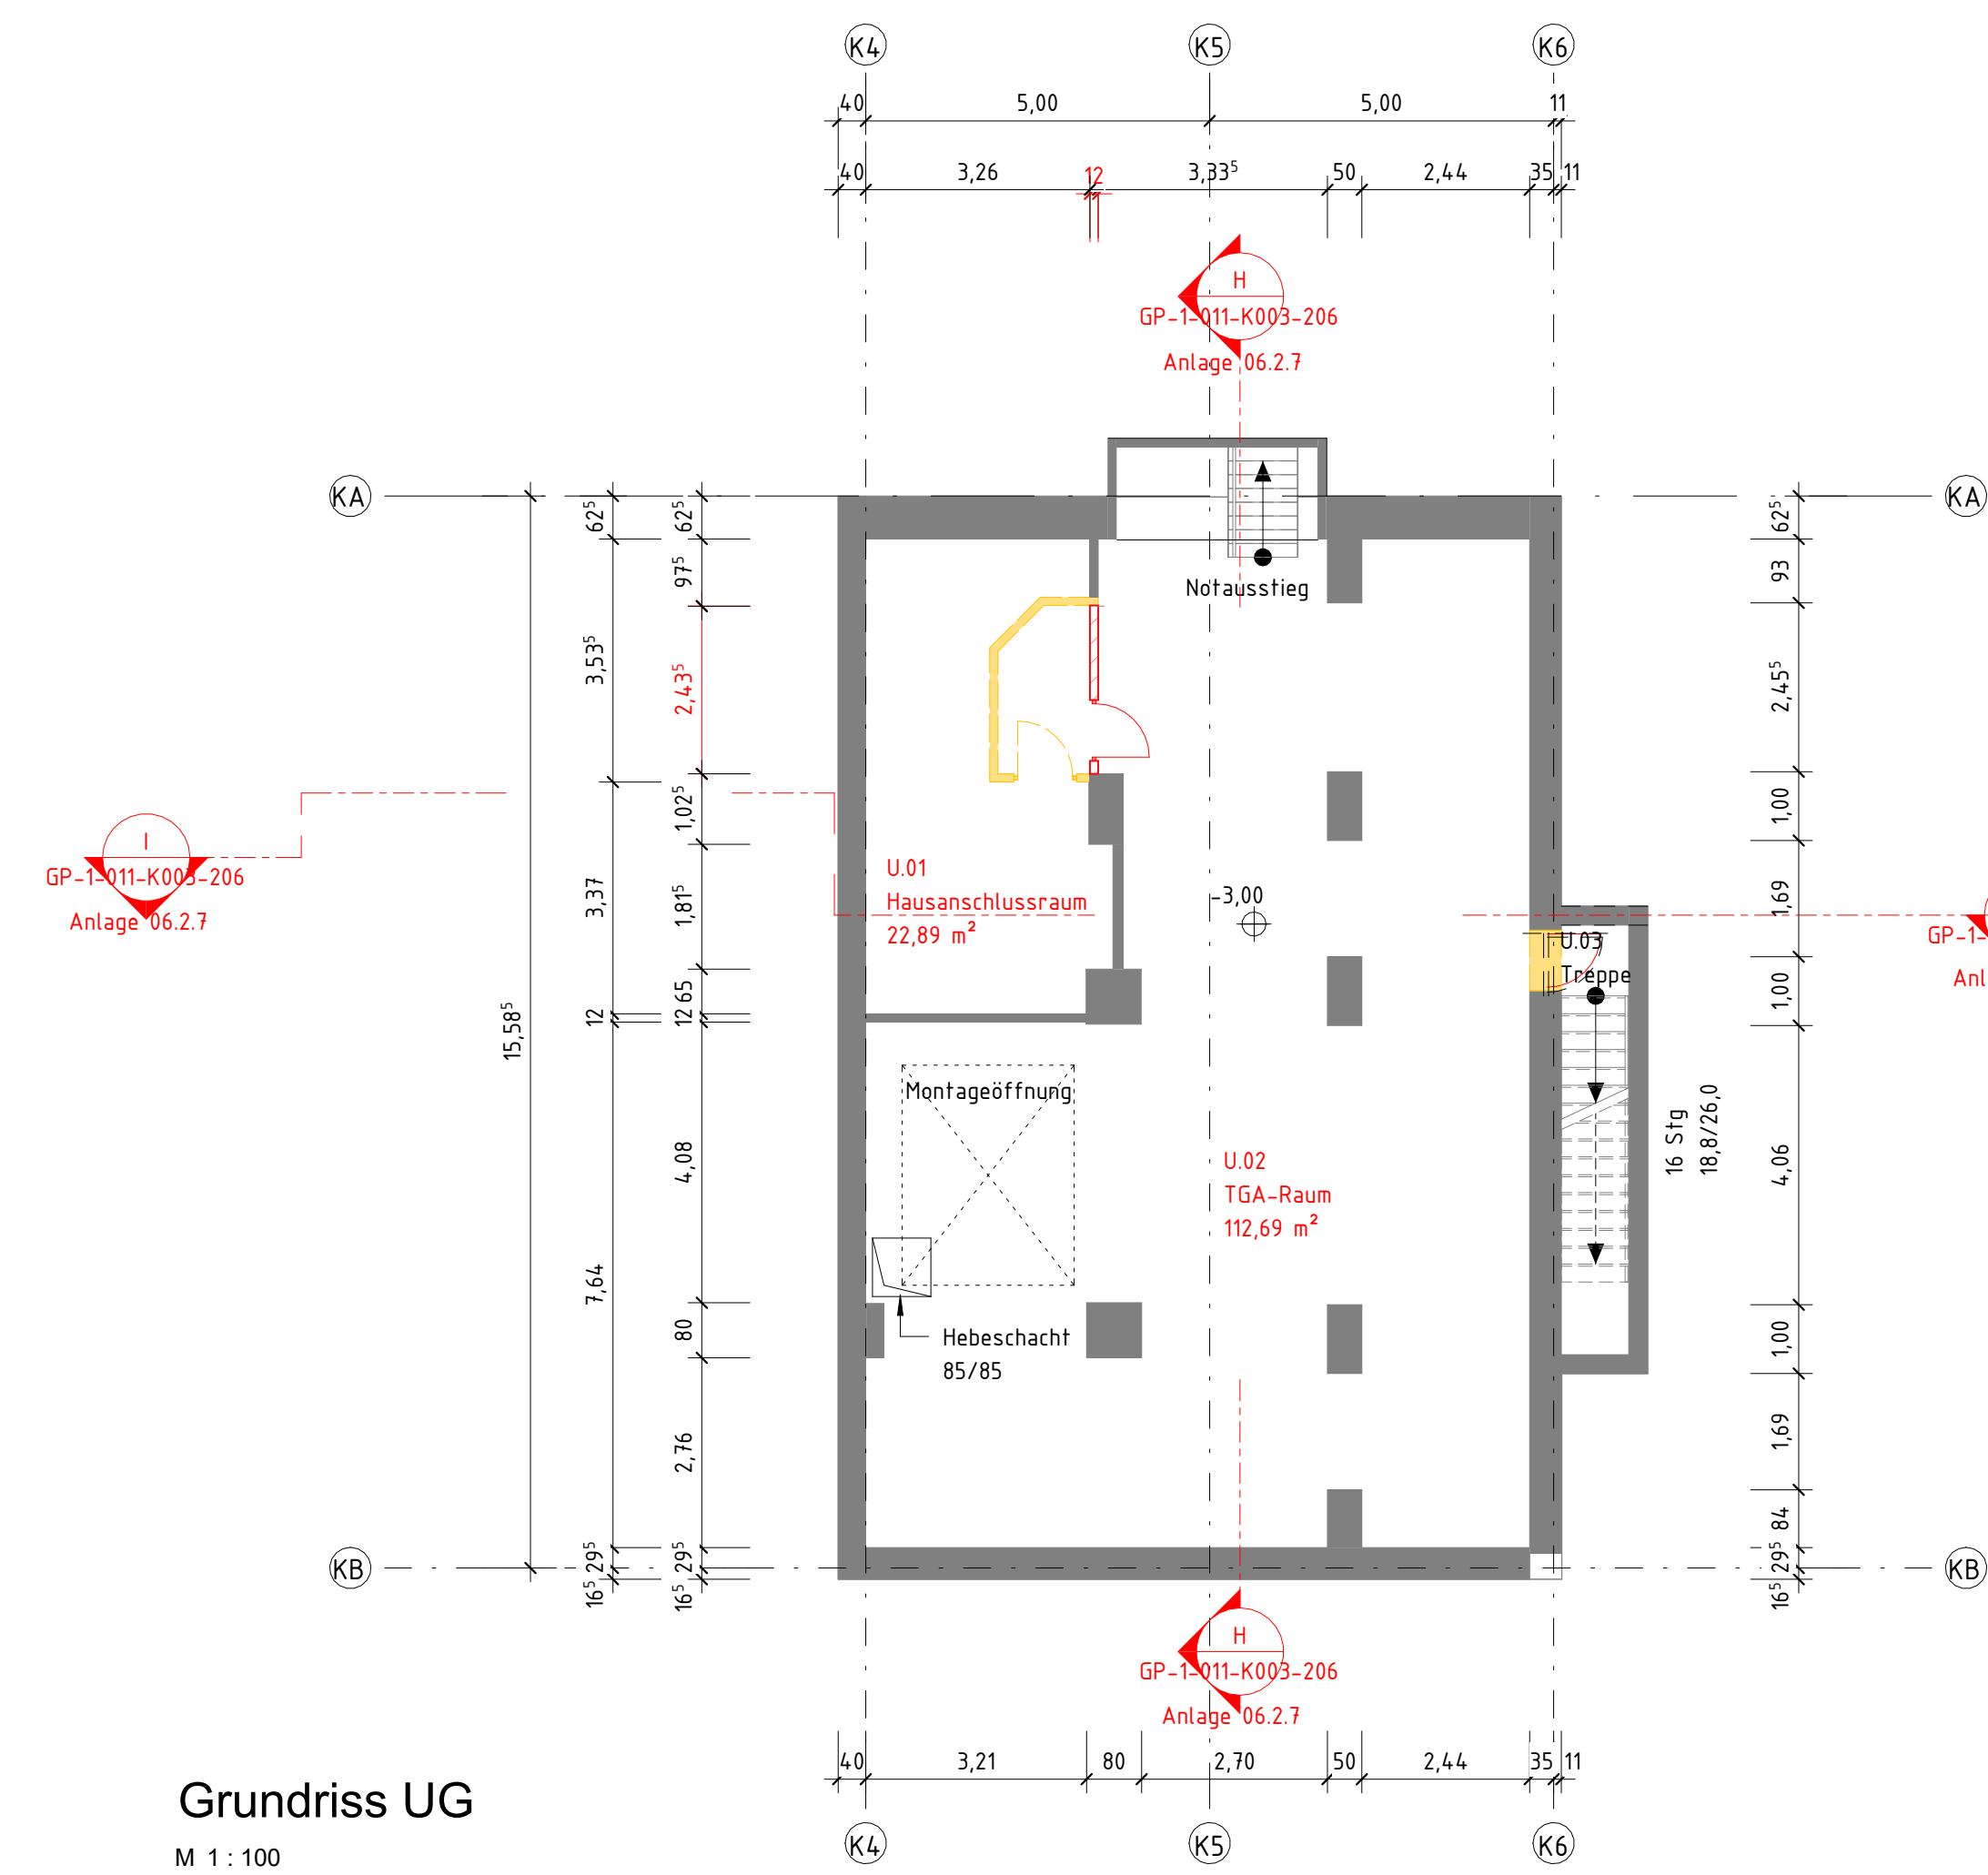 K4
K5
K6
40
5,00
5,00
11
40
3,26
12
3,33⁵
50
2,44
35
11
H
GP-1-011-K003-206
Anlage 06.2.7
KA
KA
62⁵
62⁵
62⁵
97⁵
93
Notausstieg
3,53⁵
2,43⁵
2,45⁵
1,02⁵
1,00
I
GP-1-011-K003-206
Anlage 06.2.7
U.01
Hausanschlussraum
22,89 m²
-3,00
3,37
1,81⁵
1,69
GP-1-
Anl
U.03
Treppe
65
12
12
1,00
15,58⁵
Montageöffnung
16 Stg
18,8/26,0
4,08
4,06
U.02
TGA-Raum
112,69 m²
7,64
80
Hebeschacht
85/85
1,00
2,76
1,69
84
KB
KB
29⁵
29⁵
29⁵
16⁵
16⁵
16⁵
H
GP-1-011-K003-206
Anlage 06.2.7
40
3,21
80
2,70
50
2,44
35
11
Grundriss UG
K4
K5
K6
M 1 : 100